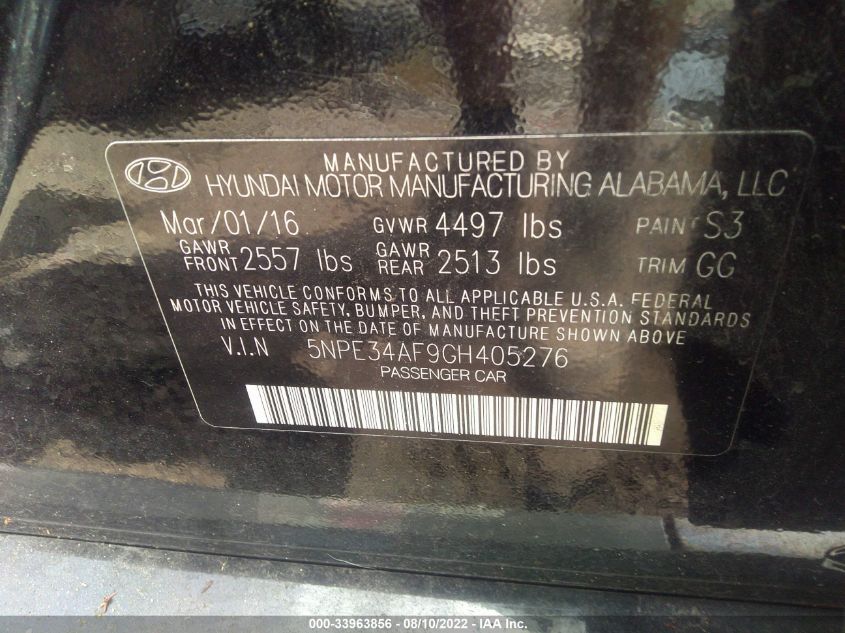 MANUFACTURED BY
HYUNDAI MOTOR MANUFACTURING ALABAMA, LLC
Mar/01/16 GVWR 4497 lbs PAINT S3
GAWR FRONT 2557 lbs GAWR REAR 2513 lbs TRIM GG
THIS VEHICLE CONFORMS TO ALL APPLICABLE U.S.A. FEDERAL
MOTOR VEHICLE SAFETY, BUMPER, AND THEFT PREVENTION STANDARDS
IN EFFECT ON THE DATE OF MANUFACTURE SHOWN ABOVE
V.I.N 5NPE34AF9GH405276
PASSENGER CAR
000-33963856 - 08/10/2022 - IAA Inc.